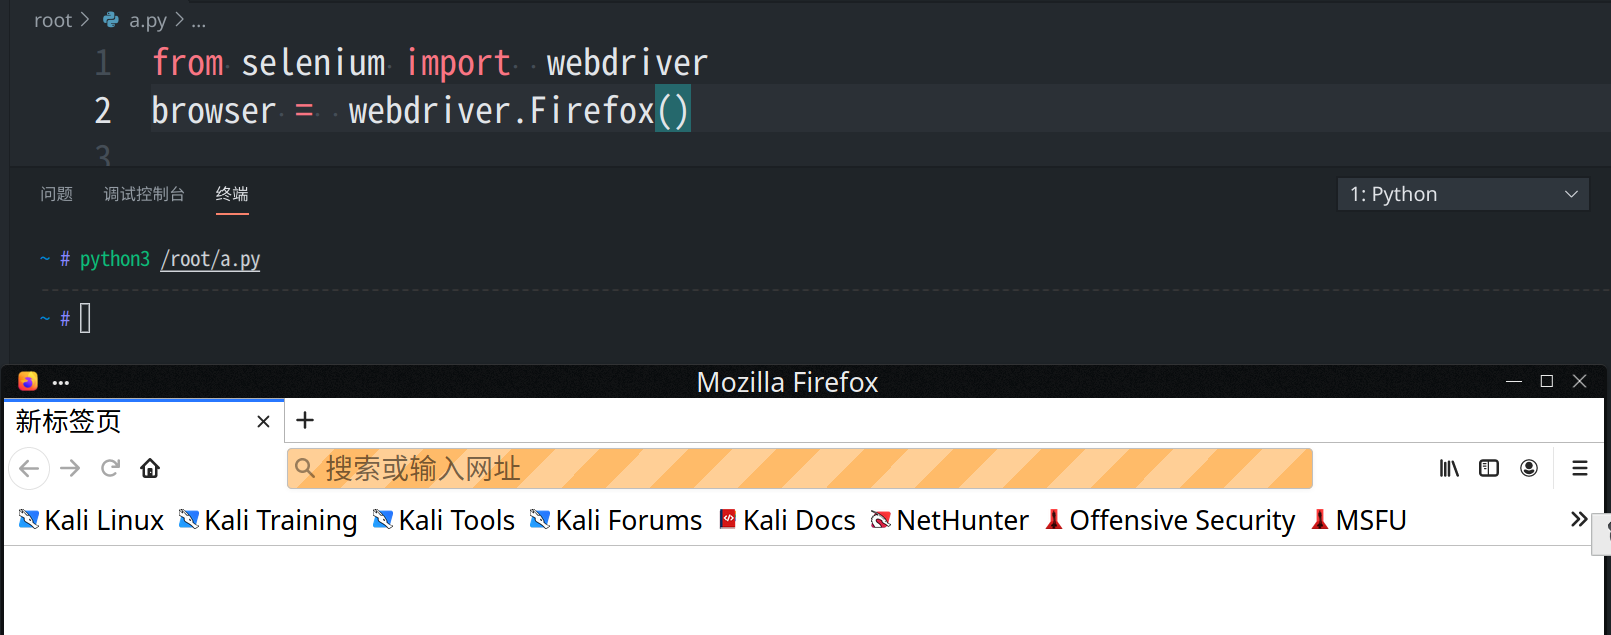 root > a.py > ...
1 from selenium import  webdriver
2 browser =  webdriver.Firefox()
3
问题 调试控制台 终端 1: Python
~ # python3 /root/a.py
~ #
Mozilla Firefox
新标签页
搜索或输入网址
Kali Linux Kali Training Kali Tools Kali Forums Kali Docs NetHunter Offensive Security MSFU